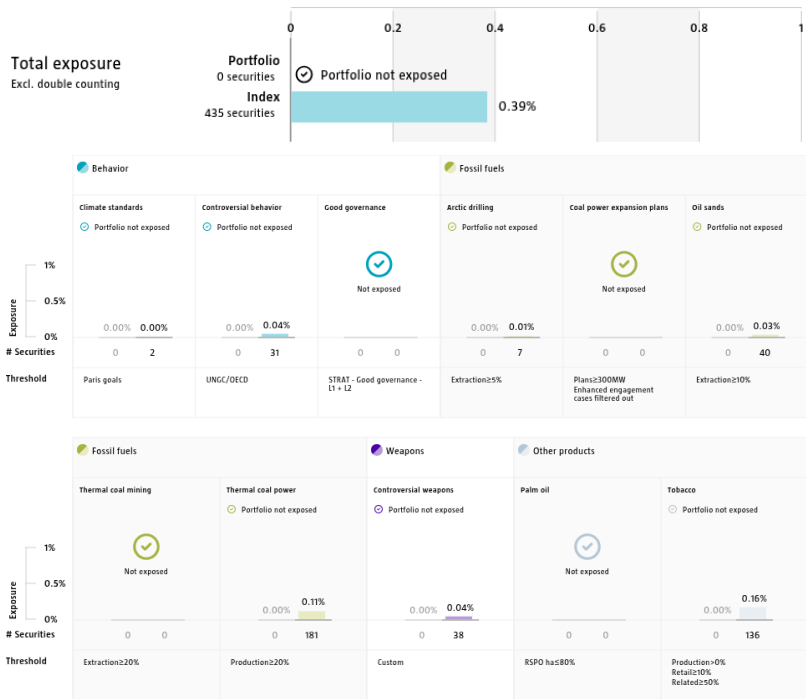 0 0.2 0.4 0.6 0.8 1
Total exposure
Excl. double counting
Portfolio
0 securities
Portfolio not exposed
Index
435 securities
0.39%
Behavior
Fossil fuels
Climate standards
Controversial behavior
Good governance
Arctic drilling
Coal power expansion plans
Oil sands
Portfolio not exposed
Portfolio not exposed
Not exposed
Portfolio not exposed
Not exposed
Portfolio not exposed
Exposure
1%
0.5%
0%
0.00% 0.00%
0.00% 0.04%
0.00% 0.01%
0.00% 0.03%
# Securities
0 2
0 31
0 0
0 7
0 0
0 40
Threshold
Paris goals
UNGC/OECD
STRAT - Good governance -
L1 + L2
Extraction≥5%
Plans≥300MW
Enhanced engagement
cases filtered out
Extraction≥10%
Fossil fuels
Weapons
Other products
Thermal coal mining
Thermal coal power
Controversial weapons
Palm oil
Tobacco
Not exposed
Portfolio not exposed
Portfolio not exposed
Not exposed
Portfolio not exposed
Exposure
1%
0.5%
0%
0.00% 0.11%
0.00% 0.04%
0.00% 0.16%
# Securities
0 0
0 181
0 38
0 0
0 136
Threshold
Extraction≥20%
Production≥20%
Custom
RSPO ha≤80%
Production>0%
Retail≥10%
Related≥50%